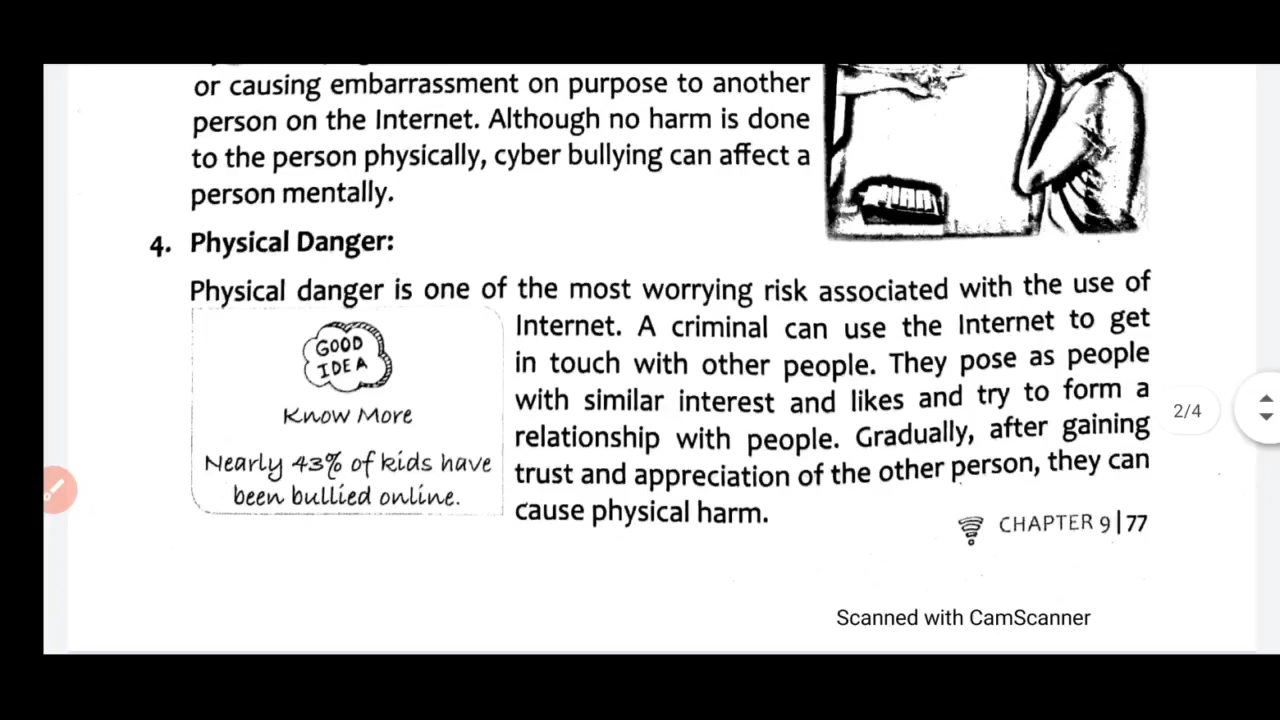 or causing embarrassment on purpose to another
person on the Internet. Although no harm is done
to the person physically, cyber bullying can affect a
person mentally.
4. Physical Danger:
Physical danger is one of the most worrying risk associated with the use of
Internet. A criminal can use the Internet to get
in touch with other people. They pose as people
with similar interest and likes and try to form a
relationship with people. Gradually, after gaining
trust and appreciation of the other person, they can
cause physical harm.
GOOD
IDEA
Know More
Nearly 43% of kids have
been bullied online.
2/4
CHAPTER 9|77
Scanned with CamScanner